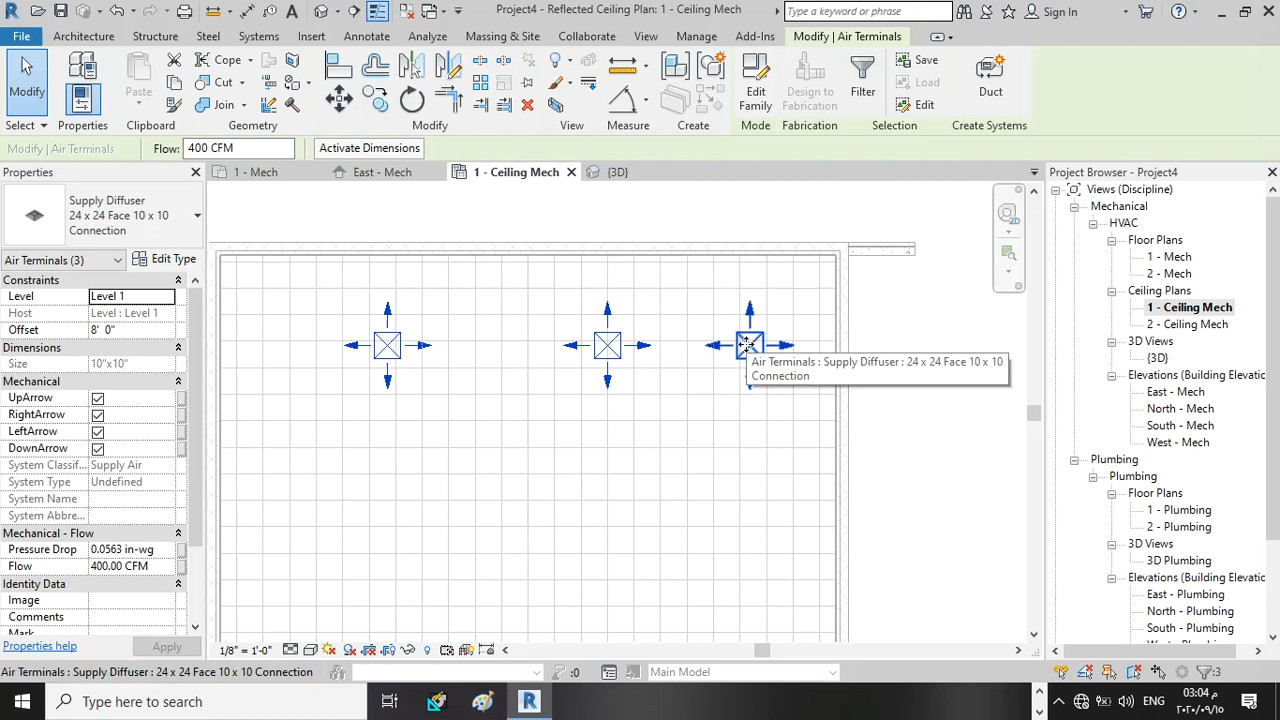 Project4 - Reflected Ceiling Plan: 1 - Ceiling Mech
Type a keyword or phrase
Sign In
File
Architecture
Structure
Steel
Systems
Insert
Annotate
Analyze
Massing & Site
Collaborate
View
Manage
Add-Ins
Modify | Air Terminals
Modify
Properties
Paste
Cope
Cut
Join
Edit
Family
Design to
Fabrication
Filter
Save
Load
Edit
Duct
Select
Properties
Clipboard
Geometry
Modify
View
Measure
Create
Mode
Fabrication
Selection
Create Systems
Modify | Air Terminals
Flow:
400 CFM
Activate Dimensions
Properties
1 - Mech
East - Mech
1 - Ceiling Mech
{3D}
Project Browser - Project4
Supply Diffuser
24 x 24 Face 10 x 10
Connection
Air Terminals (3)
Edit Type
Constraints
Level
Level 1
Host
Level : Level 1
Offset
8'  0"
Dimensions
Size
10"x10"
Mechanical
UpArrow
RightArrow
LeftArrow
DownArrow
System Classif...
Supply Air
System Type
Undefined
System Name
System Abbre...
Mechanical - Flow
Pressure Drop
0.0563 in-wg
Flow
400.00 CFM
Identity Data
Image
Comments
Mark
Properties help
Apply
2D
Air Terminals : Supply Diffuser : 24 x 24 Face 10 x 10
Connection
Views (Discipline)
Mechanical
HVAC
Floor Plans
1 - Mech
2 - Mech
Ceiling Plans
1 - Ceiling Mech
2 - Ceiling Mech
3D Views
{3D}
Elevations (Building Elevatic
East - Mech
North - Mech
South - Mech
West - Mech
Plumbing
Plumbing
Floor Plans
1 - Plumbing
2 - Plumbing
3D Views
3D Plumbing
Elevations (Building Elevatic
East - Plumbing
North - Plumbing
South - Plumbing
1/8" = 1'-0"
Air Terminals : Supply Diffuser : 24 x 24 Face 10 x 10 Connection
:0
Main Model
:3
Type here to search
ENG
03:04 م
٢٠٢٠/٠٩/١٥